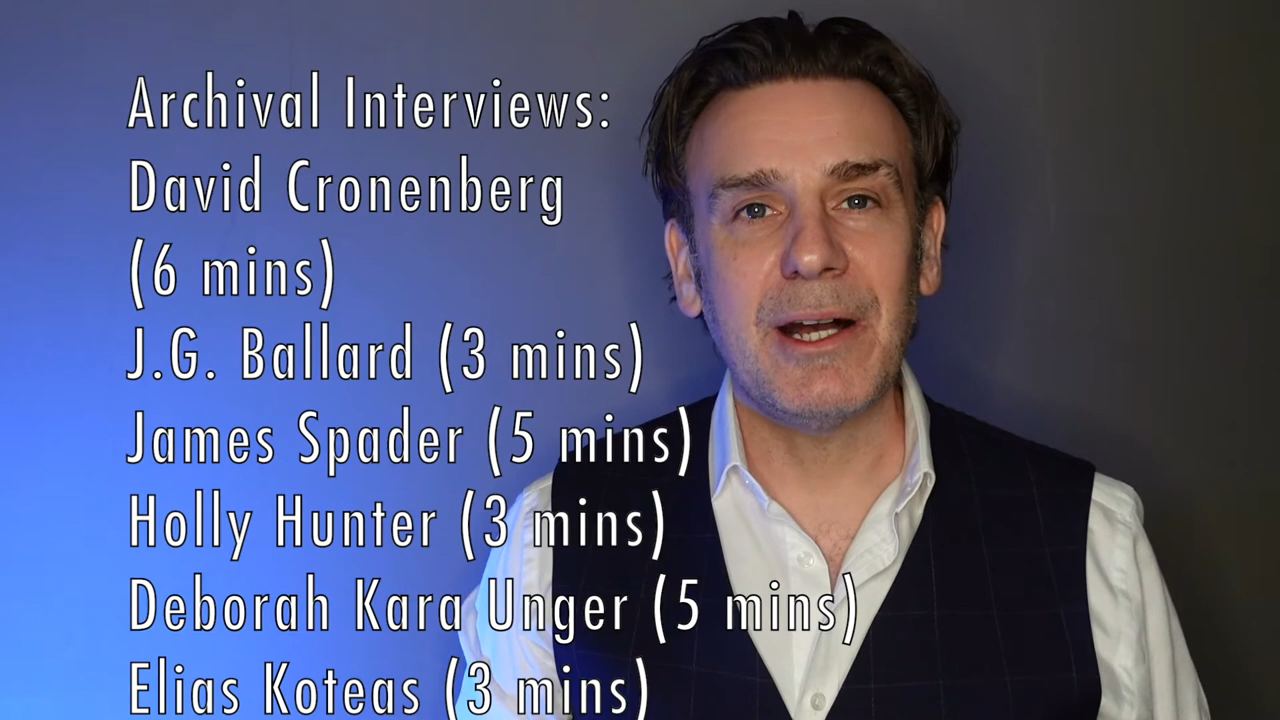 Archival Interviews:
David Cronenberg
(6 mins)
J.G. Ballard (3 mins)
James Spader (5 mins)
Holly Hunter (3 mins)
Deborah Kara Unger (5 mins)
Elias Koteas (3 mins)